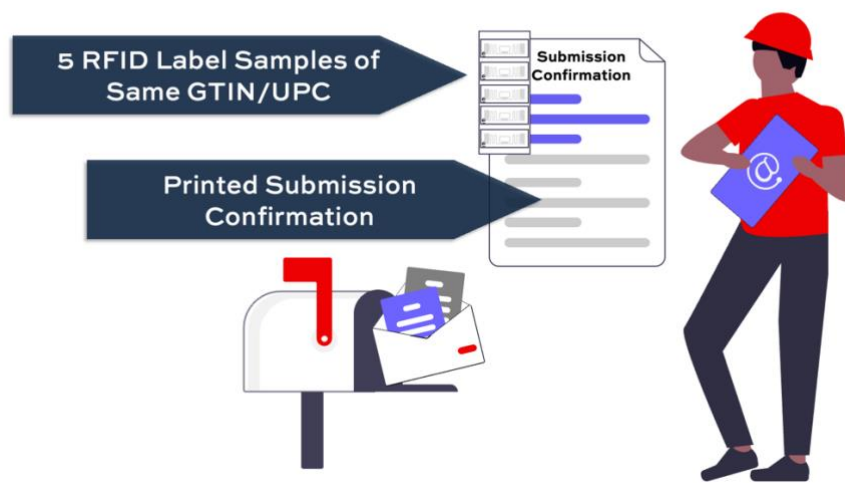 5 RFID Label Samples of
Same GTIN/UPC
Submission
Confirmation
Printed Submission
Confirmation
@